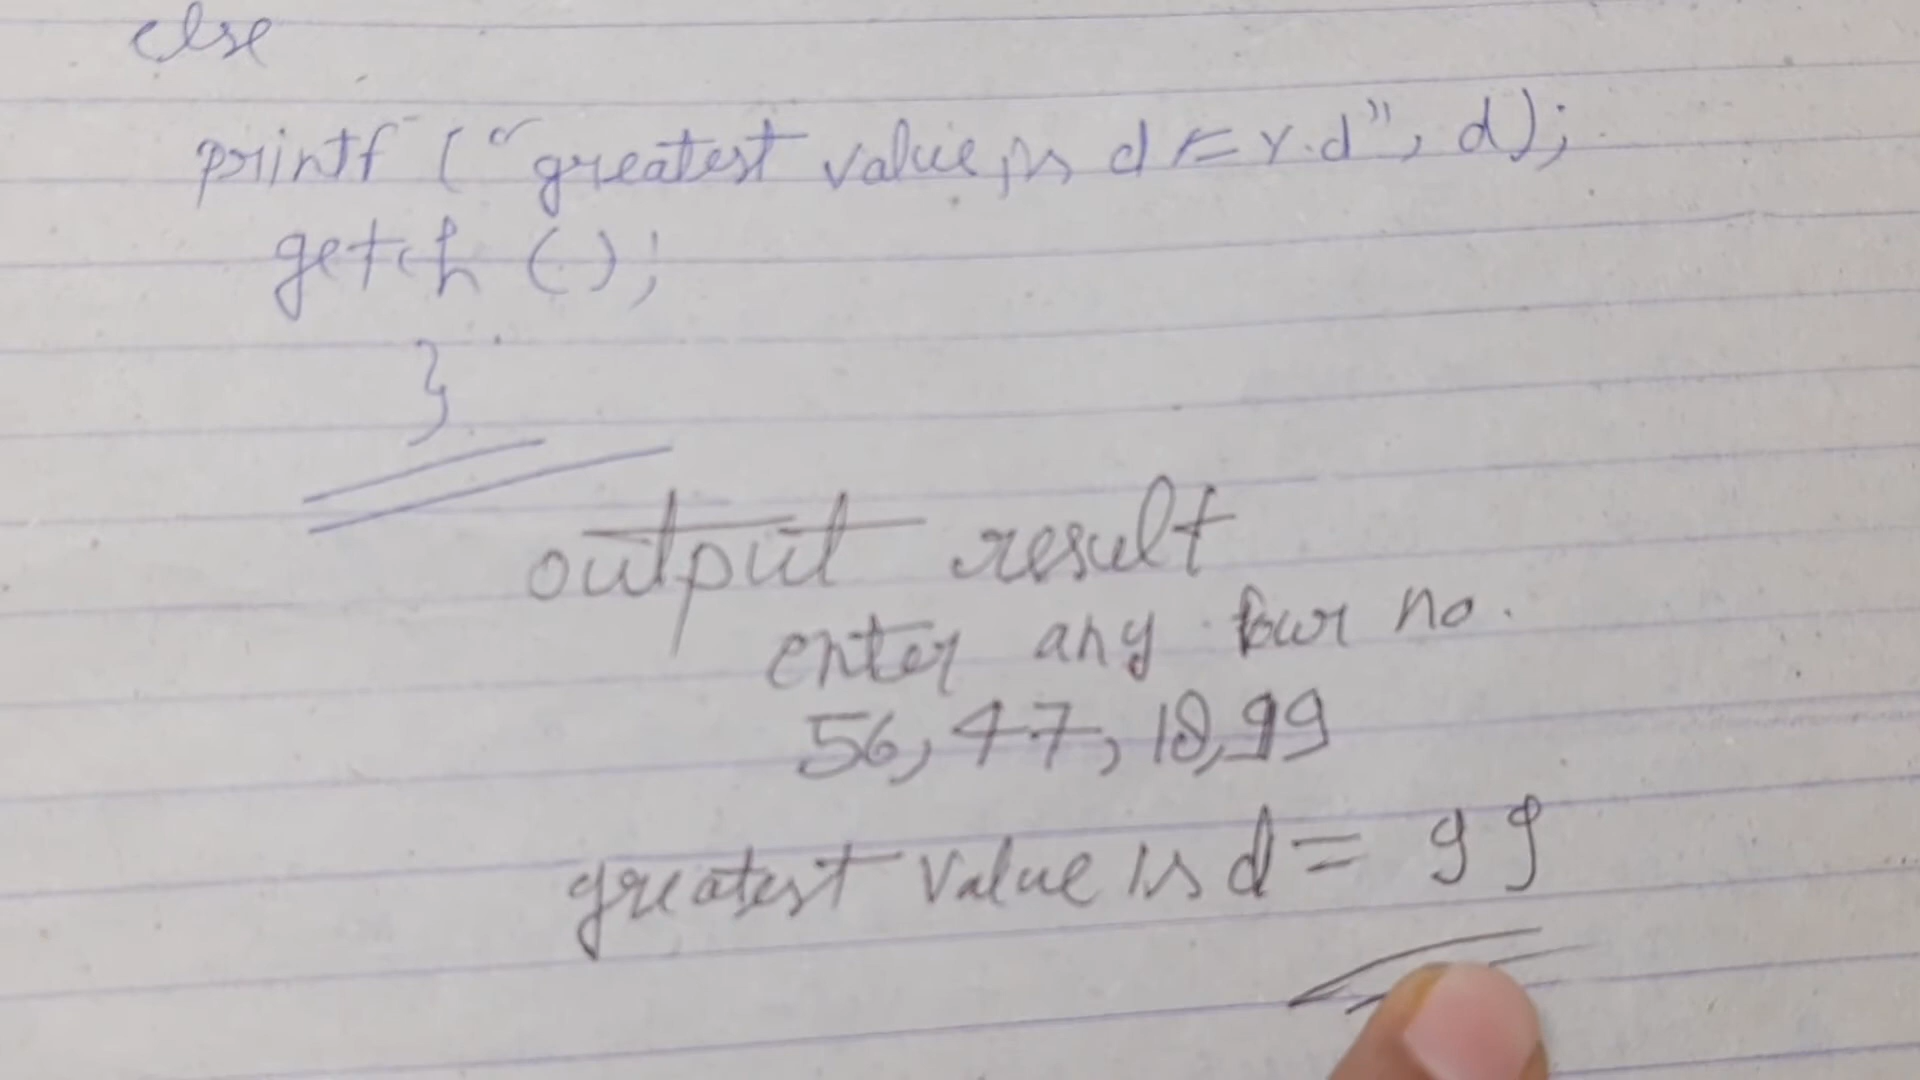 else
printf ("greatest value is d = %d", d);
getch ();
}
output result
enter any four no.
56, 47, 18, 99
greatest value is d = 99